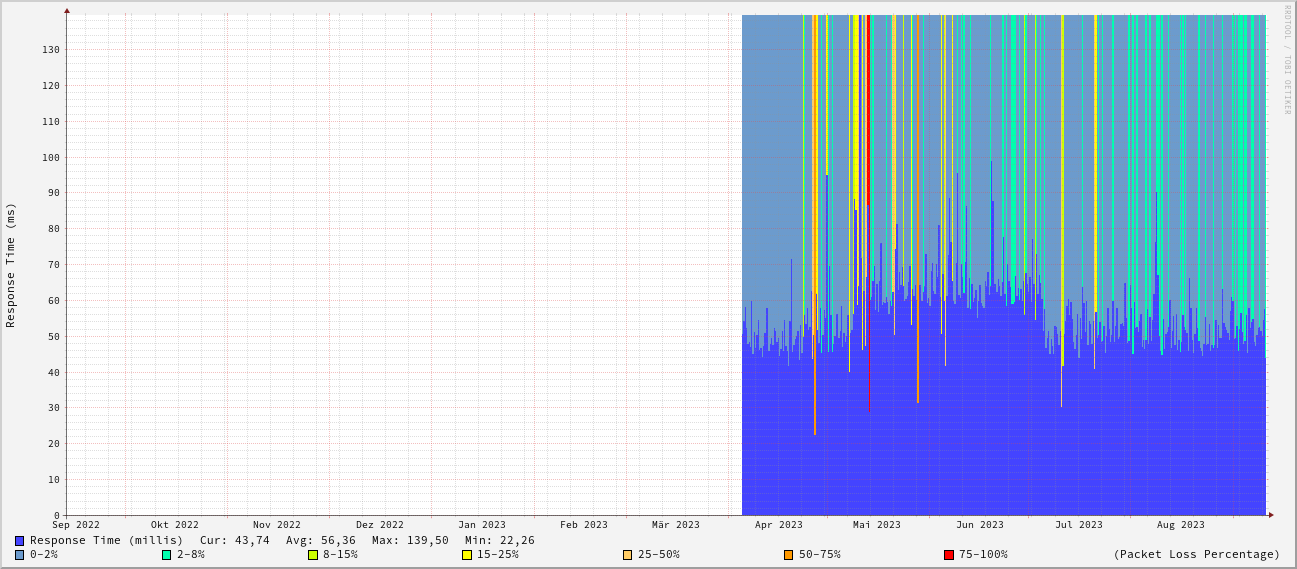 RRDTOOL / TOBI OETIKER
Response Time (ms)
130
120
110
100
90
80
70
60
50
40
30
20
10
0
Sep 2022 Okt 2022 Nov 2022 Dez 2022 Jan 2023 Feb 2023 Mär 2023 Apr 2023 Mai 2023 Jun 2023 Jul 2023 Aug 2023
Response Time (millis) Cur: 43,74 Avg: 56,36 Max: 139,50 Min: 22,26
0-2% 2-8% 8-15% 15-25% 25-50% 50-75% 75-100% (Packet Loss Percentage)